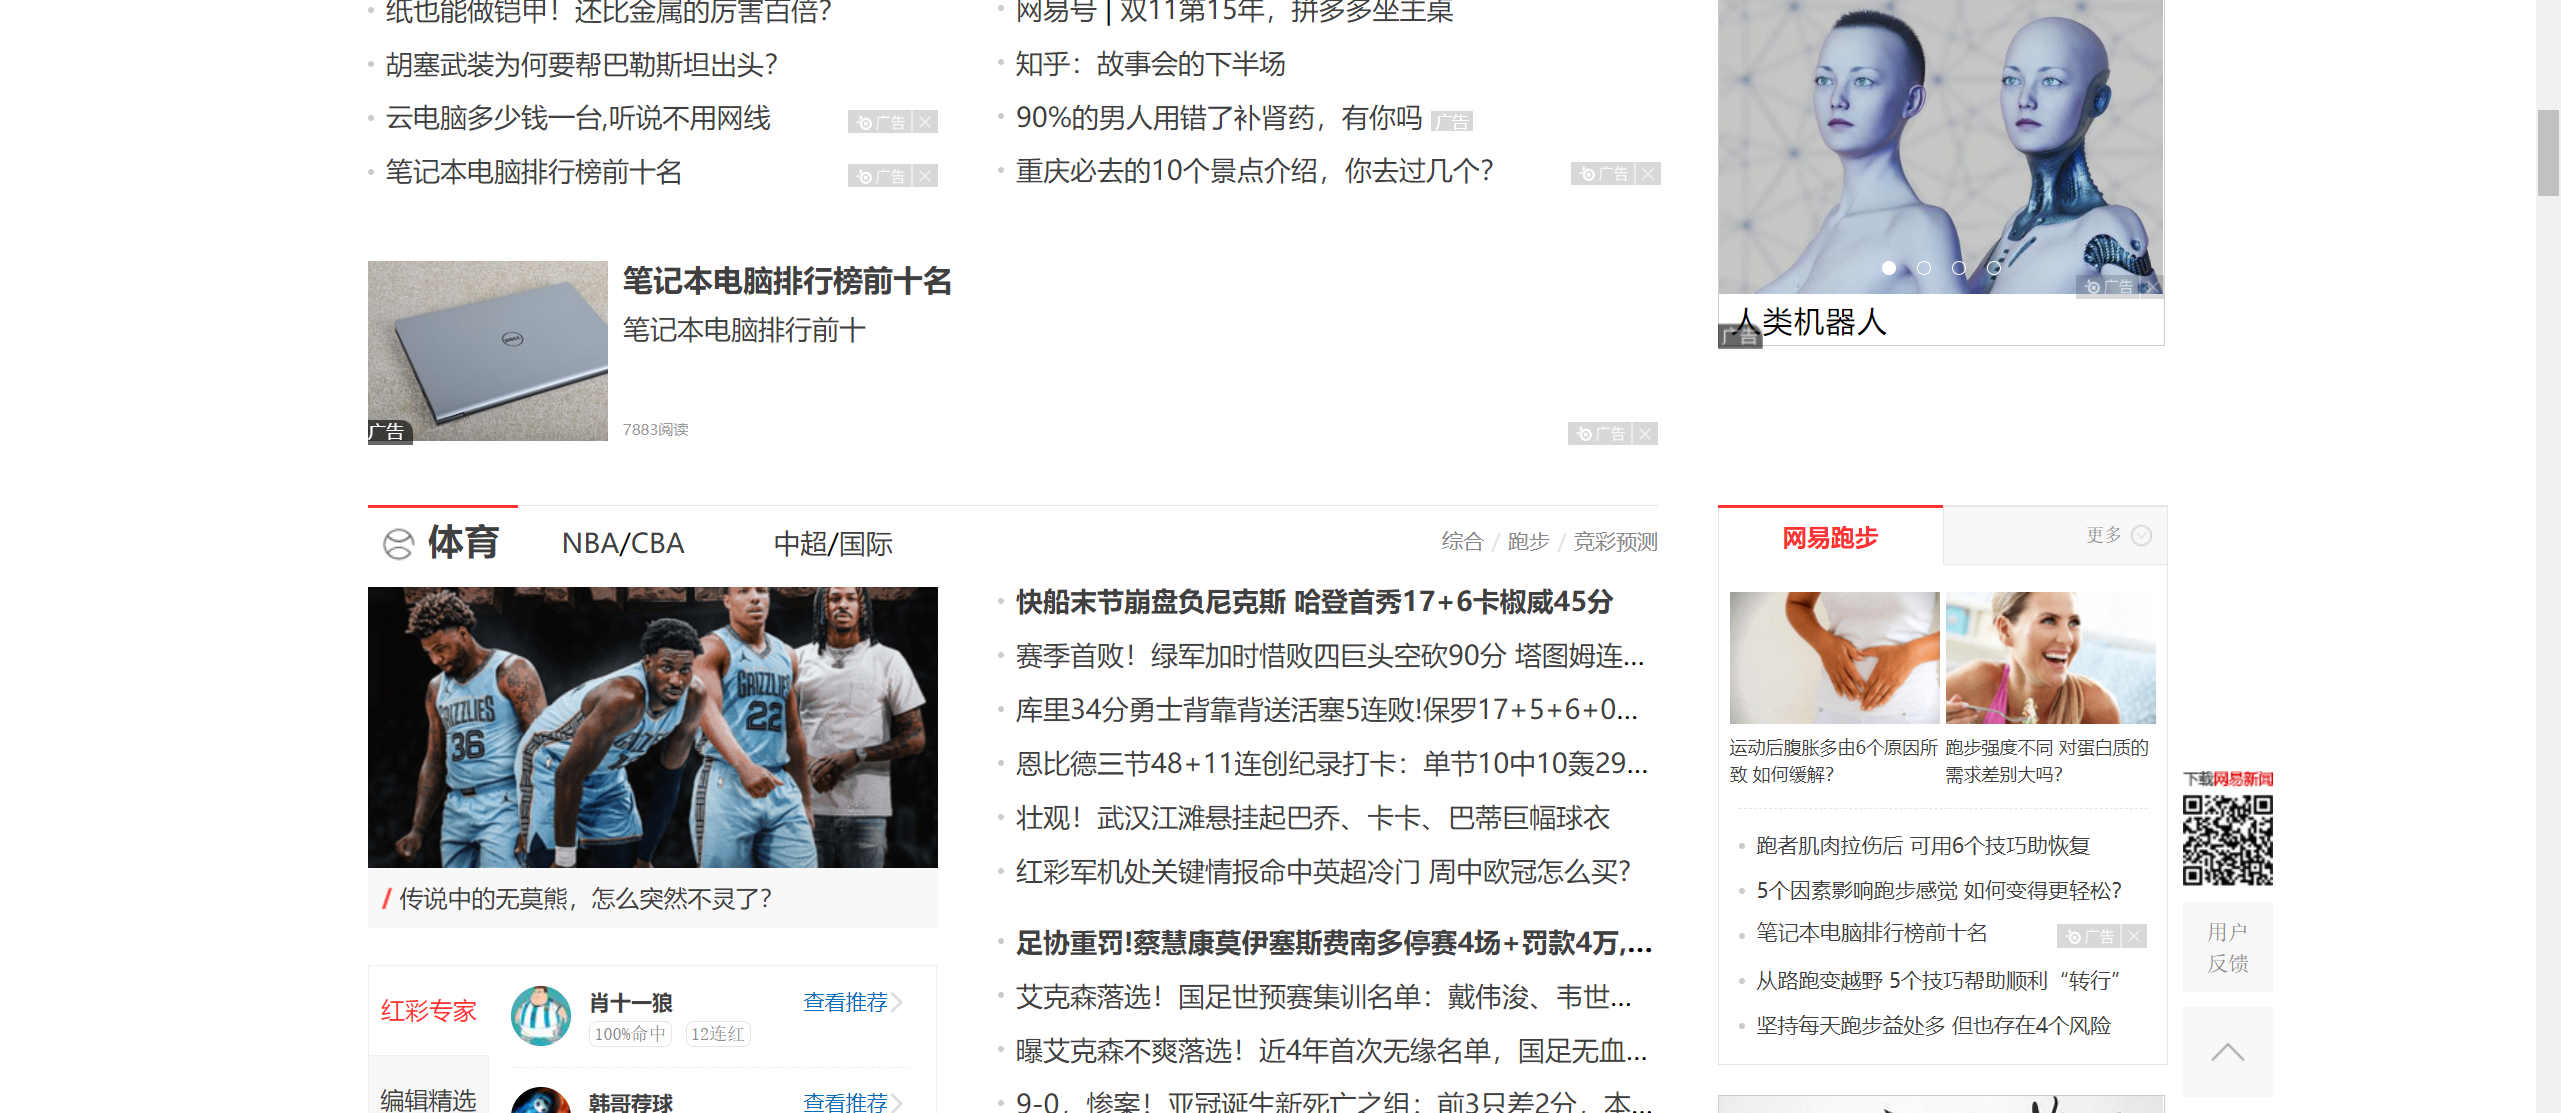 纸也能做铠甲！还比金属的厉害百倍？
胡塞武装为何要帮巴勒斯坦出头？
云电脑多少钱一台,听说不用网线 广告
笔记本电脑排行榜前十名 广告
网易号 | 双11第15年，拼多多坐主桌
知乎：故事会的下半场
90%的男人用错了补肾药，有你吗 广告
重庆必去的10个景点介绍，你去过几个？ 广告
广告
人类机器人
广告
笔记本电脑排行榜前十名
笔记本电脑排行前十
7883阅读
广告
DELL
广告
体育 NBA/CBA 中超/国际 综合 / 跑步 / 竞彩预测
GRIZZLIES
36
GRIZZLIES
22
/ 传说中的无莫熊，怎么突然不灵了？
红彩专家
编辑精选
肖十一狼 查看推荐
100%命中 12连红
韩哥荐球 查看推荐
快船末节崩盘负尼克斯 哈登首秀17+6卡椒威45分
赛季首败！绿军加时惜败四巨头空砍90分 塔图姆连...
库里34分勇士背靠背送活塞5连败!保罗17+5+6+0...
恩比德三节48+11连创纪录打卡：单节10中10轰29...
壮观！武汉江滩悬挂起巴乔、卡卡、巴蒂巨幅球衣
红彩军机处关键情报命中英超冷门 周中欧冠怎么买？
足协重罚!蔡慧康莫伊塞斯费南多停赛4场+罚款4万,...
艾克森落选！国足世预赛集训名单：戴伟浚、韦世...
曝艾克森不爽落选！近4年首次无缘名单，国足无血...
9-0，惨案！亚冠诞生新死亡之组：前3只差2分，本...
网易跑步 更多
运动后腹胀多由6个原因所
致 如何缓解？
跑步强度不同 对蛋白质的
需求差别大吗？
跑者肌肉拉伤后 可用6个技巧助恢复
5个因素影响跑步感觉 如何变得更轻松？
笔记本电脑排行榜前十名 广告
从路跑变越野 5个技巧帮助顺利“转行”
坚持每天跑步益处多 但也存在4个风险
下载网易新闻
用户
反馈